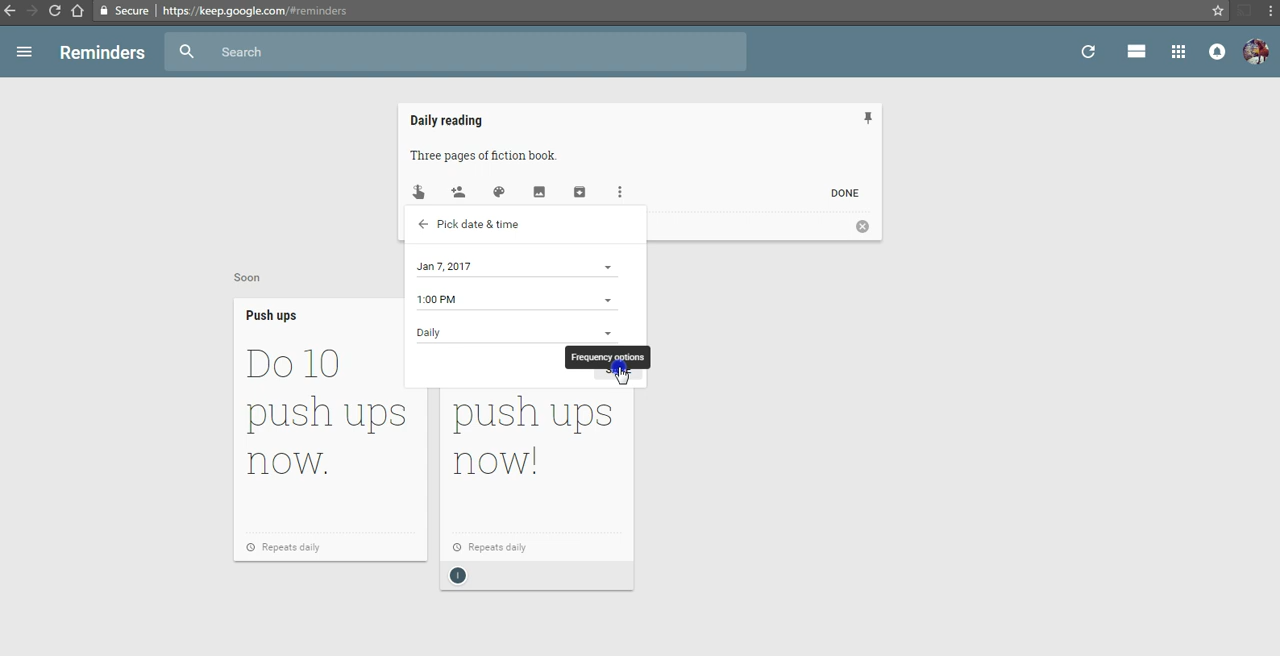 Secure | https://keep.google.com/#reminders
Reminders
Search
Daily reading
Three pages of fiction book.
DONE
Pick date & time
Jan 7, 2017
1:00 PM
Daily
Frequency options
Soon
Push ups
Do 10
push ups
now.
Repeats daily
push ups
now!
Repeats daily
I